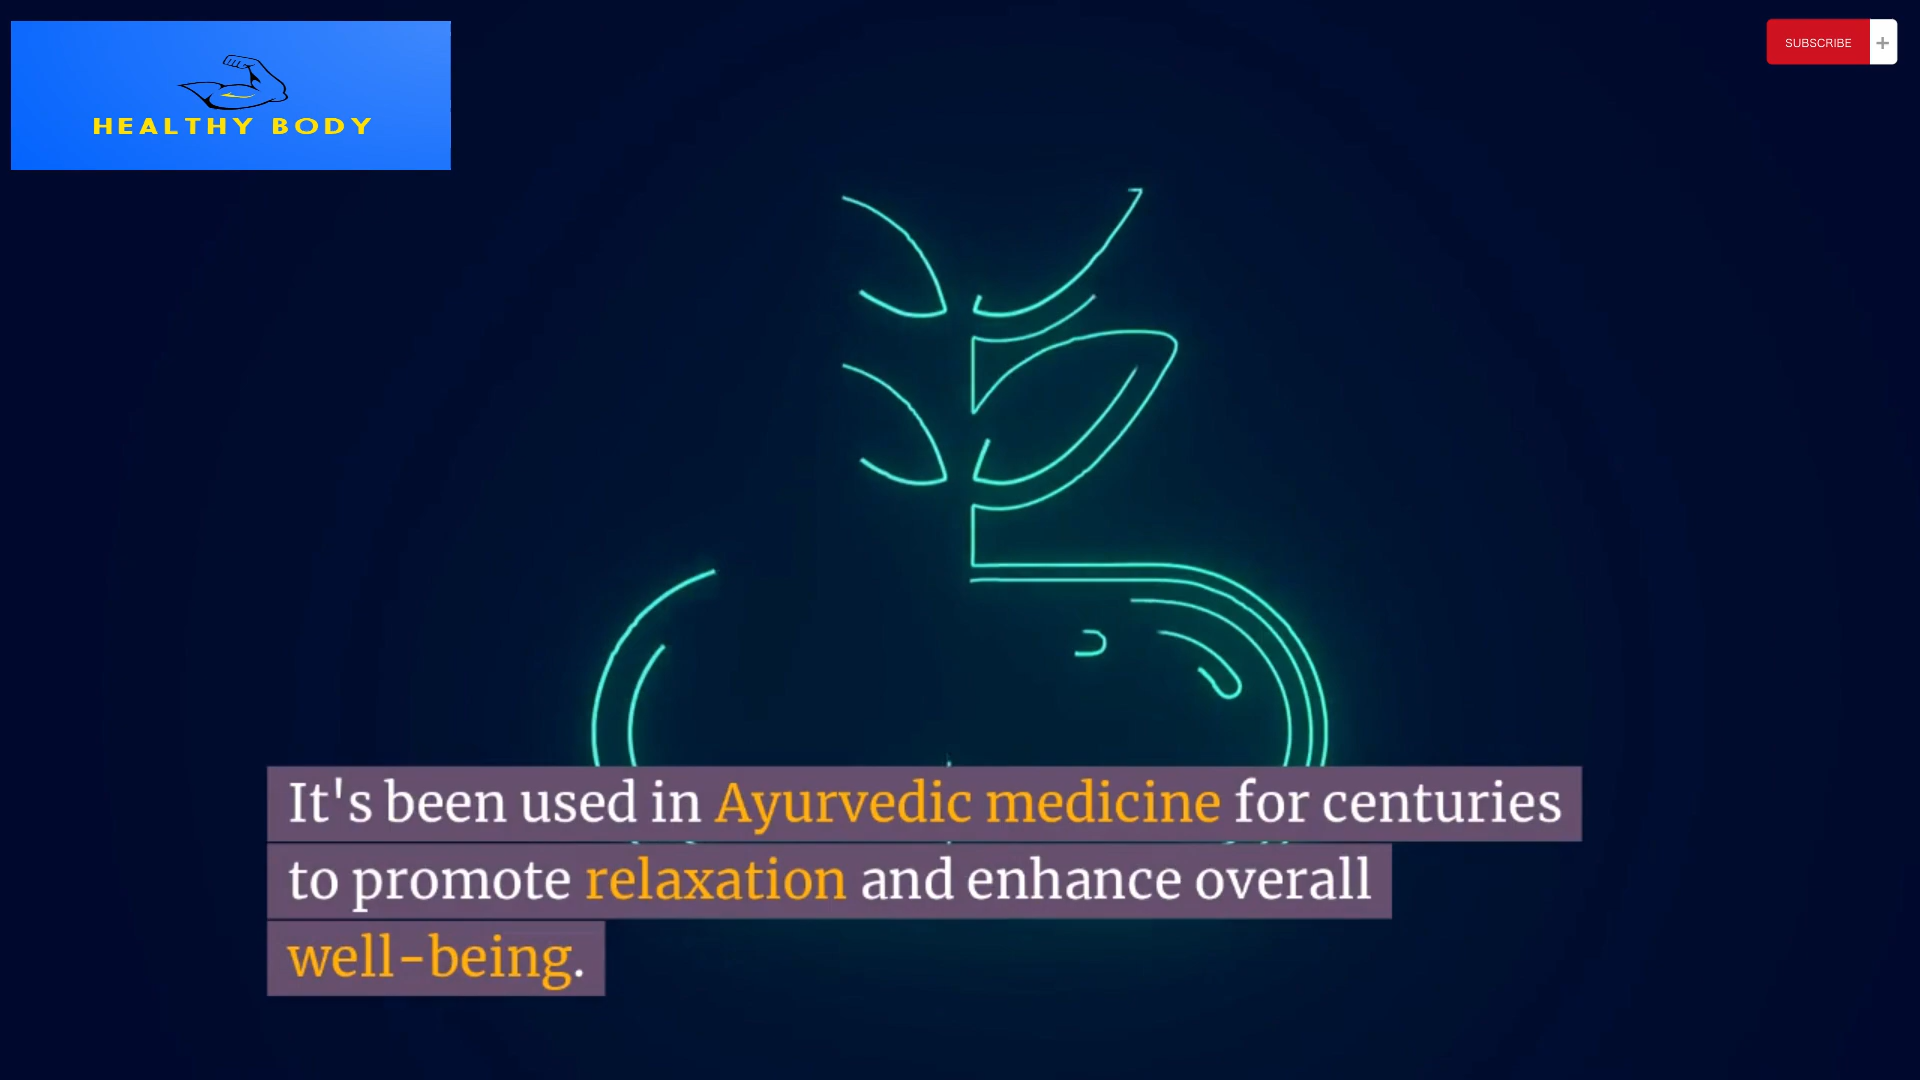 HEALTHY BODY
SUBSCRIBE
It's been used in Ayurvedic medicine for centuries
to promote relaxation and enhance overall
well-being.